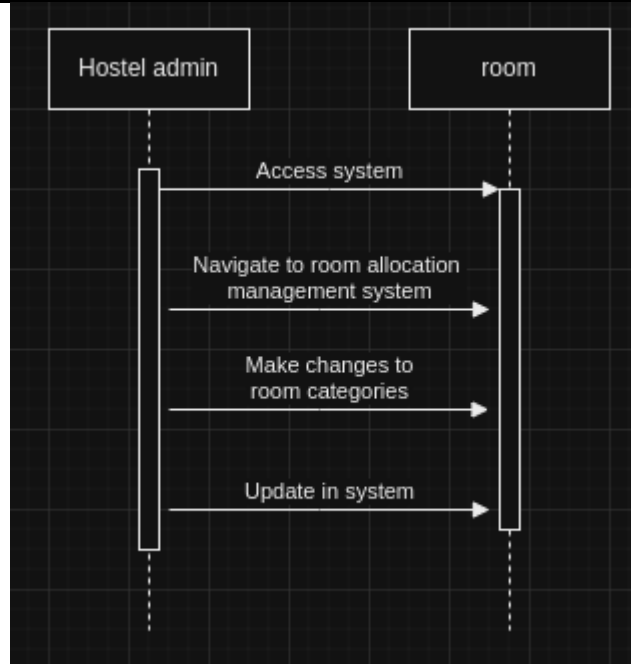 Hostel admin
room
Access system
Navigate to room allocation
management system
Make changes to
room categories
Update in system